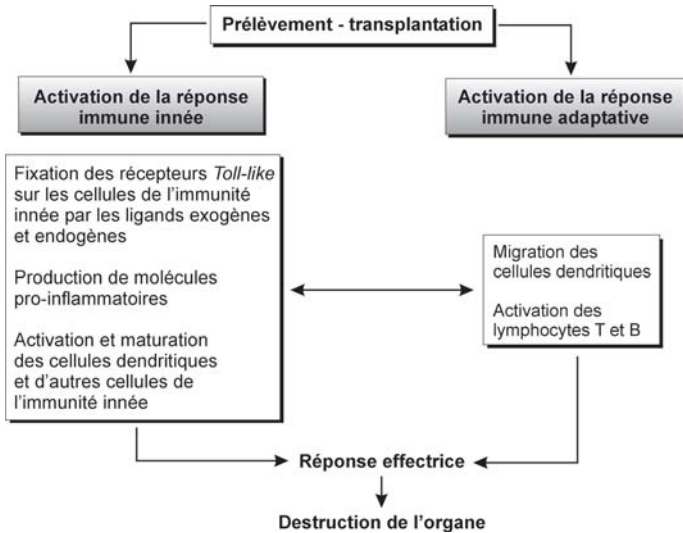 Prélèvement - transplantation
Activation de la réponse
immune innée
Activation de la réponse
immune adaptative
Fixation des récepteurs Toll-like
sur les cellules de l’immunité
innée par les ligands exogènes
et endogènes
Production de molécules
pro-inflammatoires
Activation et maturation
des cellules dendritiques
et d’autres cellules de
l’immunité innée
Migration des
cellules dendritiques
Activation des
lymphocytes T et B
Réponse effectrice
Destruction de l’organe